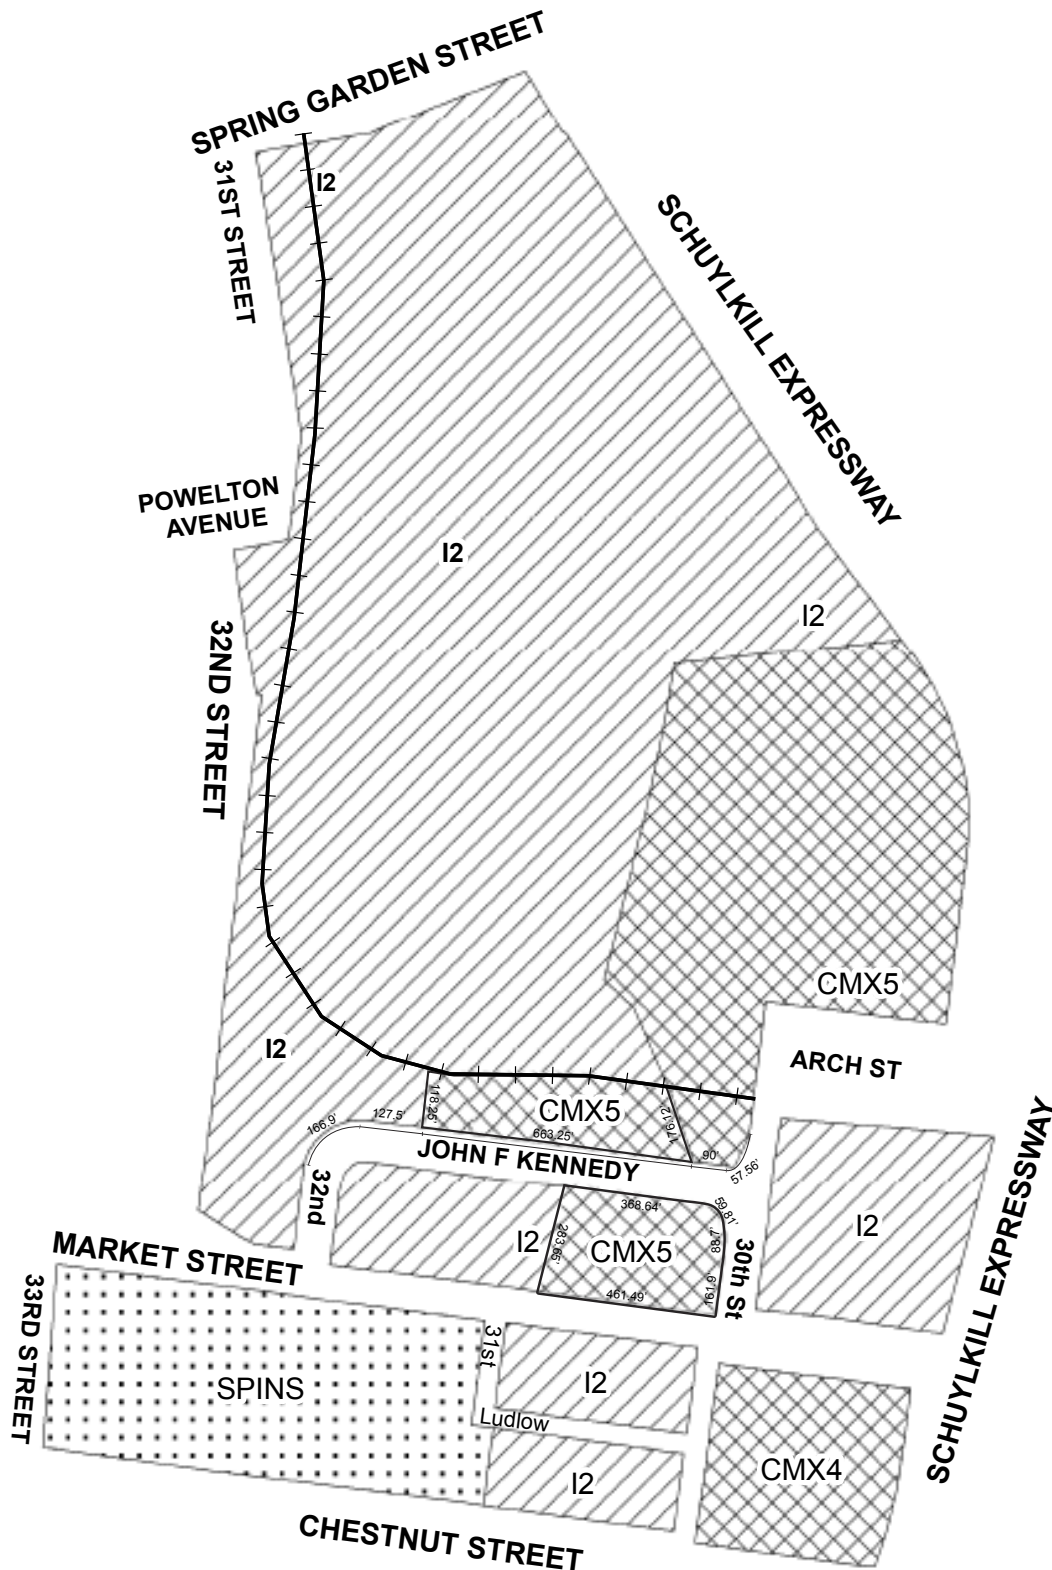 SPRING GARDEN STREET
31ST STREET
I2
SCHUYLKILL EXPRESSWAY
POWELTON
AVENUE
I2
I2
32ND STREET
CMX5
I2
ARCH ST
118.25'
CMX5
176.12'
127.5'
166.9'
663.25'
90'
57.56'
JOHN F KENNEDY
32nd
368.64'
59.81'
I2
283.65'
CMX5
88.7'
30th St
I2
461.49'
161.9'
SCHUYLKILL EXPRESSWAY
MARKET STREET
33RD STREET
31st
SPINS
I2
Ludlow
I2
CMX4
CHESTNUT STREET